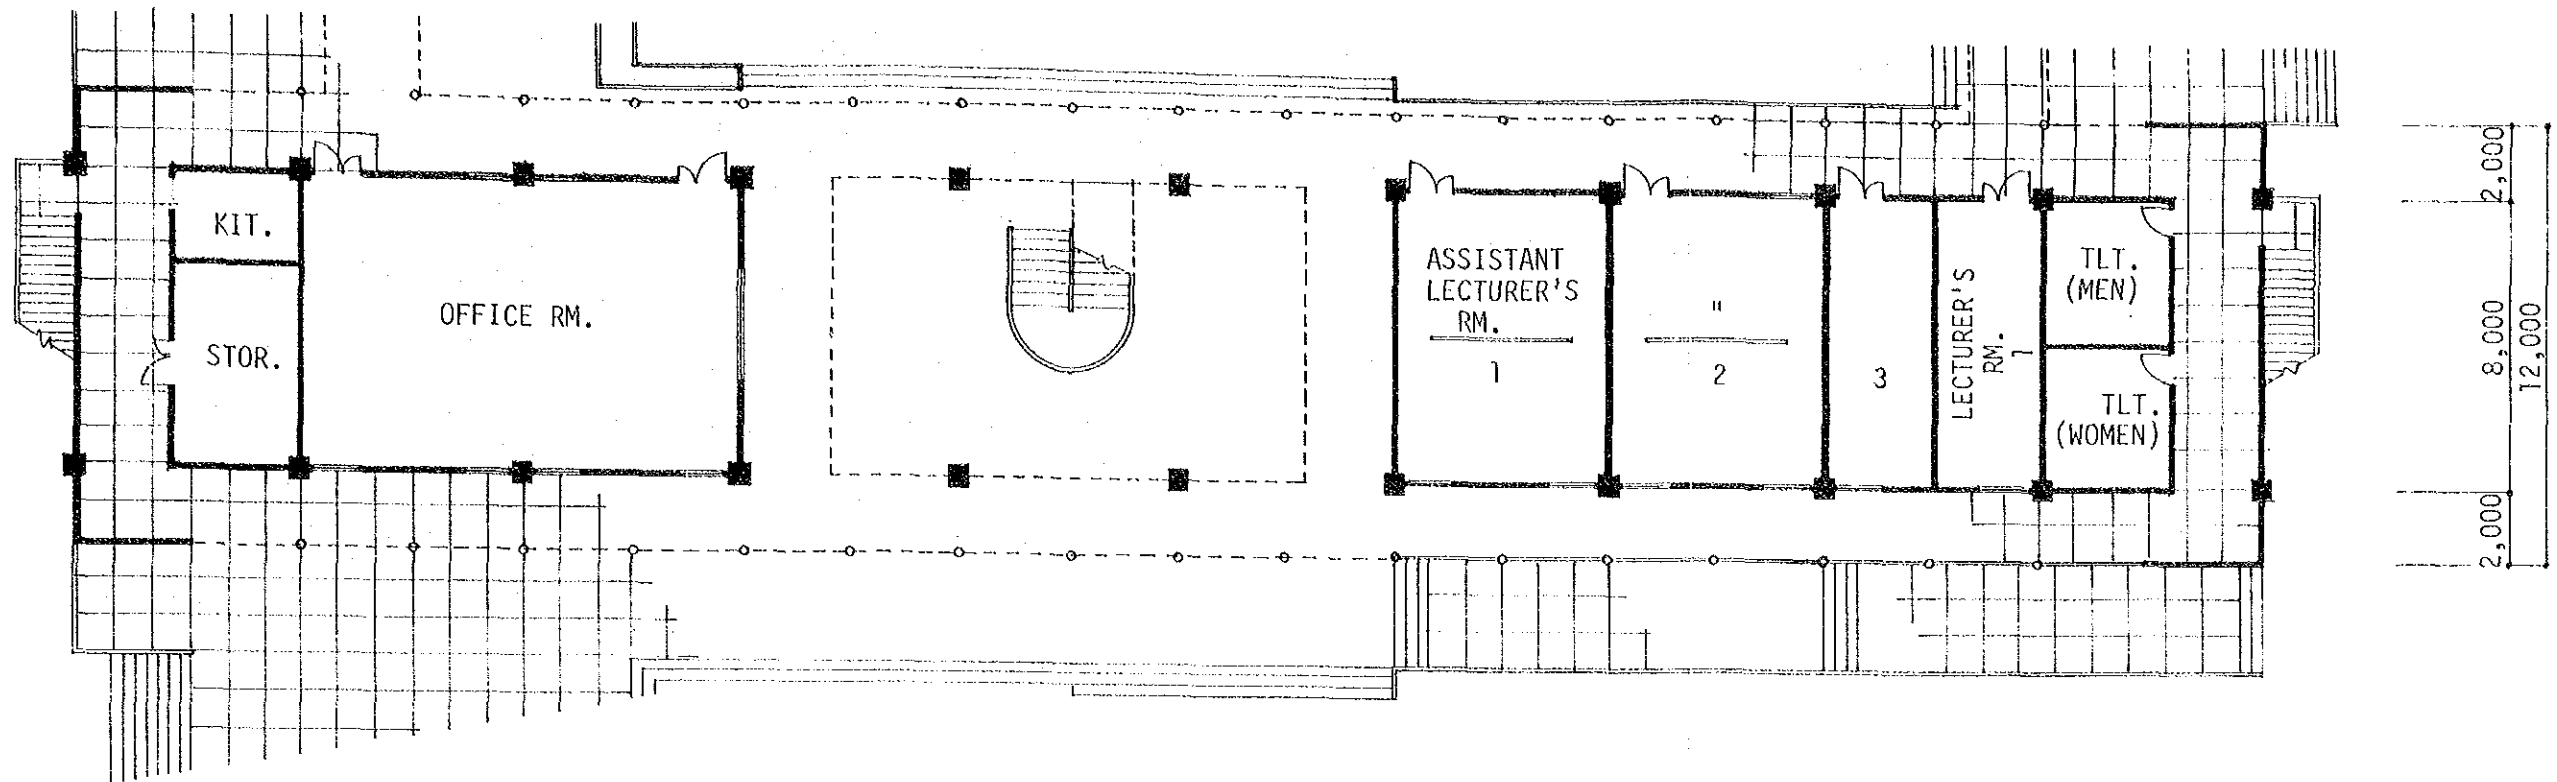 KIT.
STOR.
OFFICE RM.
ASSISTANT
LECTURER'S
RM.
1
"
2
3
LECTURER'S
RM. 1
TLT.
(MEN)
TLT.
(WOMEN)
2,000
8,000
2,000
12,000